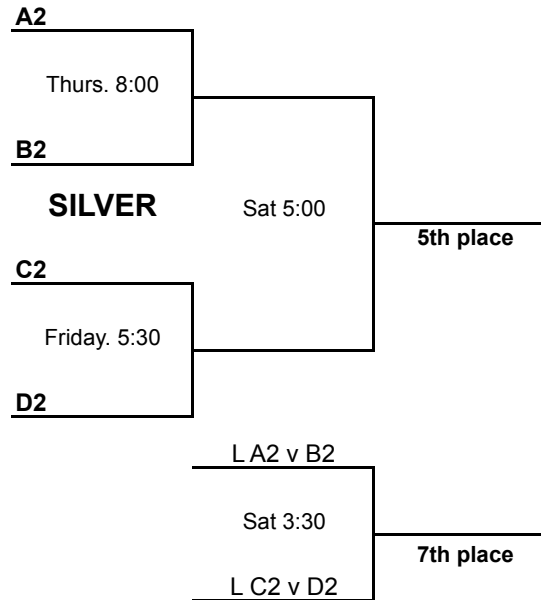 A2
Thurs. 8:00
B2
SILVER
Sat 5:00
5th place
C2
Friday. 5:30
D2
L A2 v B2
Sat 3:30
7th place
L C2 v D2